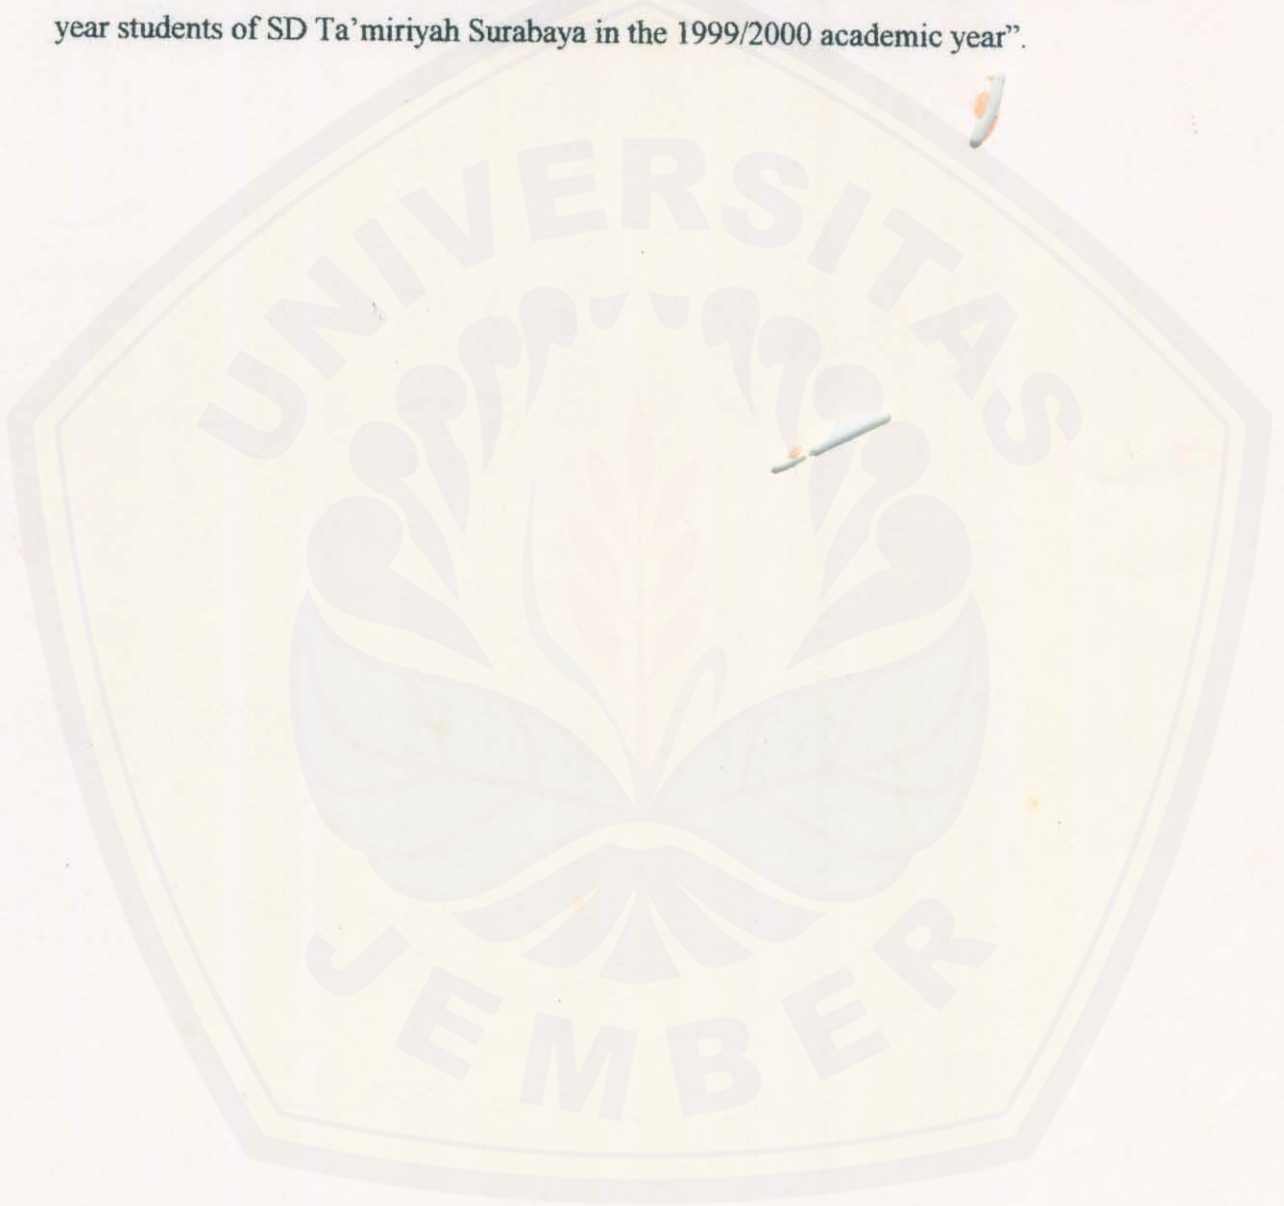 year students of SD Ta’miriyah Surabaya in the 1999/2000 academic year”.
UNIVERSITAS
JEMBER